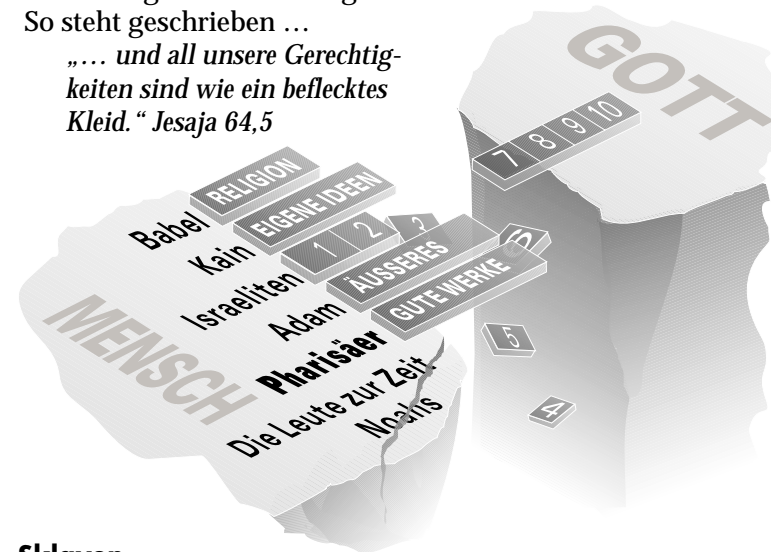 So steht geschrieben …
„… und all unsere Gerechtig-
keiten sind wie ein beflecktes
Kleid.“ Jesaja 64,5
GOTT
7 8 9 10
RELIGION
EIGENE IDEEN
1 2 3
ÄUSSERES
6
GUTE WERKE
5
4
Babel
Kain
Israeliten
Adam
Pharisäer
Die Leute zur Zeit
Noahs
MENSCH